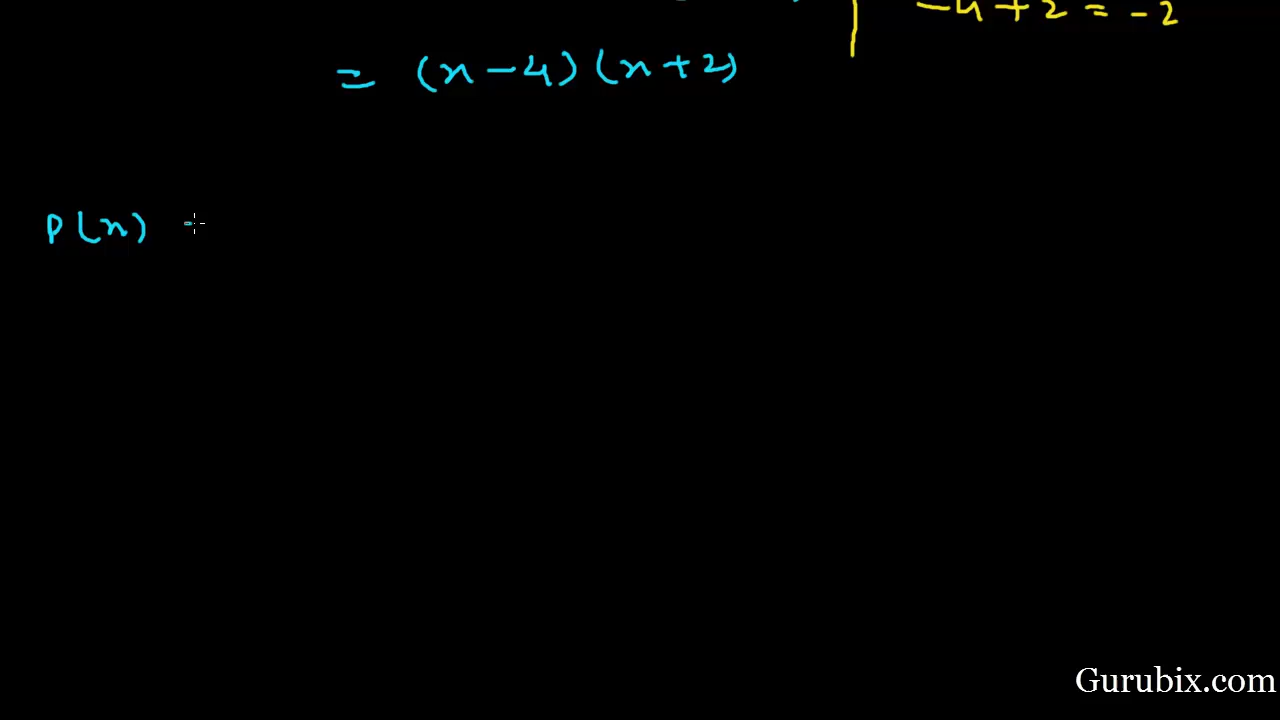 -4+2=-2
= (x-4)(x+2)
P(x) -
Gurubix.com